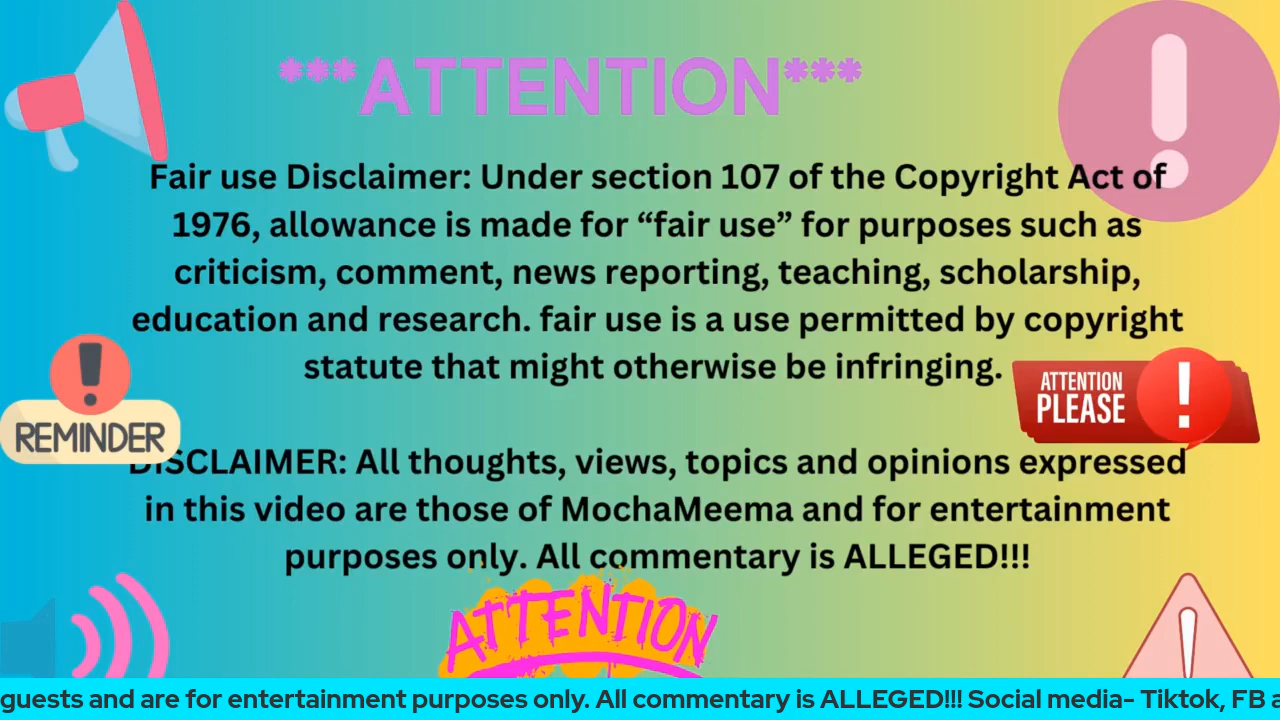 ***ATTENTION***
Fair use Disclaimer: Under section 107 of the Copyright Act of
1976, allowance is made for “fair use” for purposes such as
criticism, comment, news reporting, teaching, scholarship,
education and research. fair use is a use permitted by copyright
statute that might otherwise be infringing.
ATTENTION
PLEASE
REMINDER
DISCLAIMER: All thoughts, views, topics and opinions expressed
in this video are those of MochaMeema and for entertainment
purposes only. All commentary is ALLEGED!!!
ATTENTION
guests and are for entertainment purposes only. All commentary is ALLEGED!!! Social media- Tiktok, FB